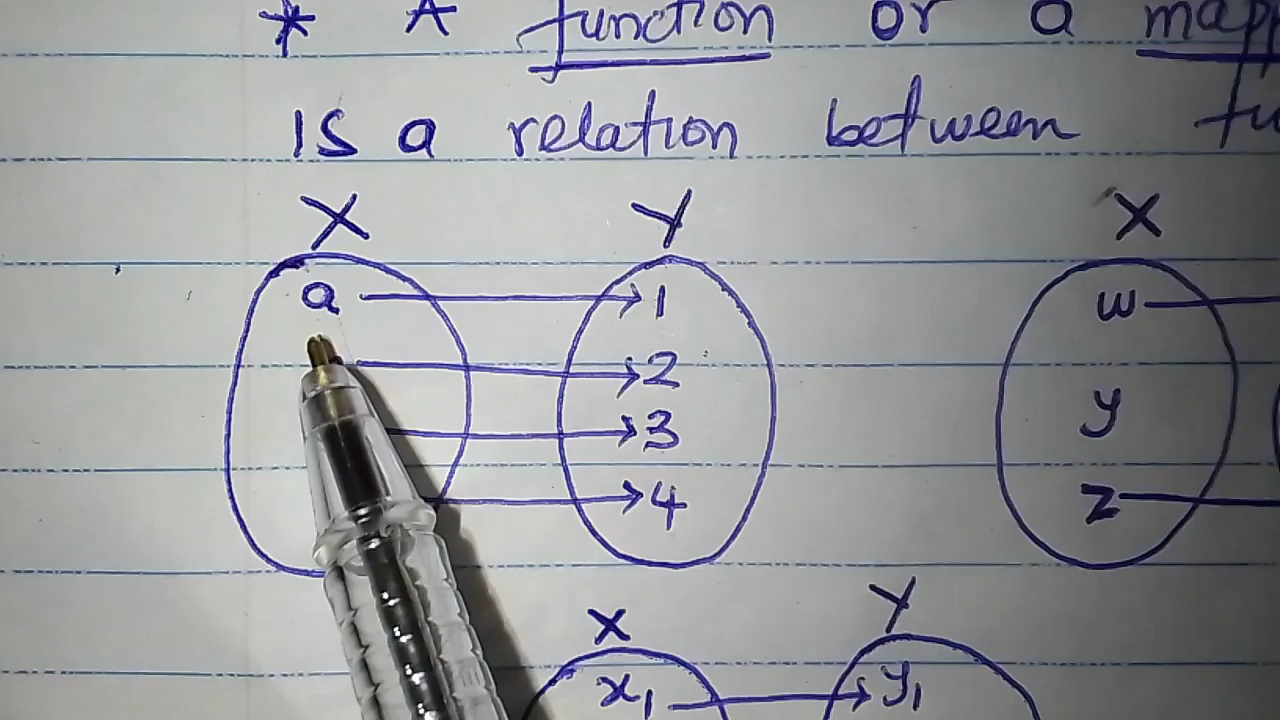 * A function or a
is a relation between
X Y X
a 1 w
2
3 y
4 z
X Y
x₁ y₁